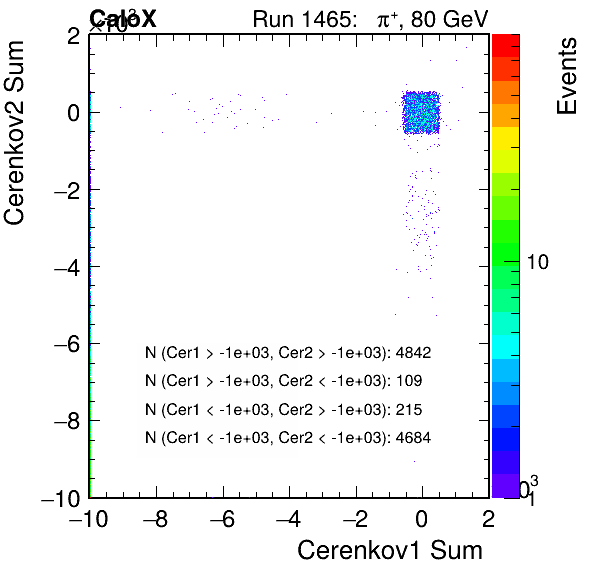 CaloX Run 1465: π⁺, 80 GeV
×10³
Cerenkov2 Sum
Events
2
0
−2
−4
−6
−8
−10
10
1
N (Cer1 > -1e+03, Cer2 > -1e+03): 4842
N (Cer1 > -1e+03, Cer2 < -1e+03): 109
N (Cer1 < -1e+03, Cer2 > -1e+03): 215
N (Cer1 < -1e+03, Cer2 < -1e+03): 4684
−10 −8 −6 −4 −2 0 2
Cerenkov1 Sum